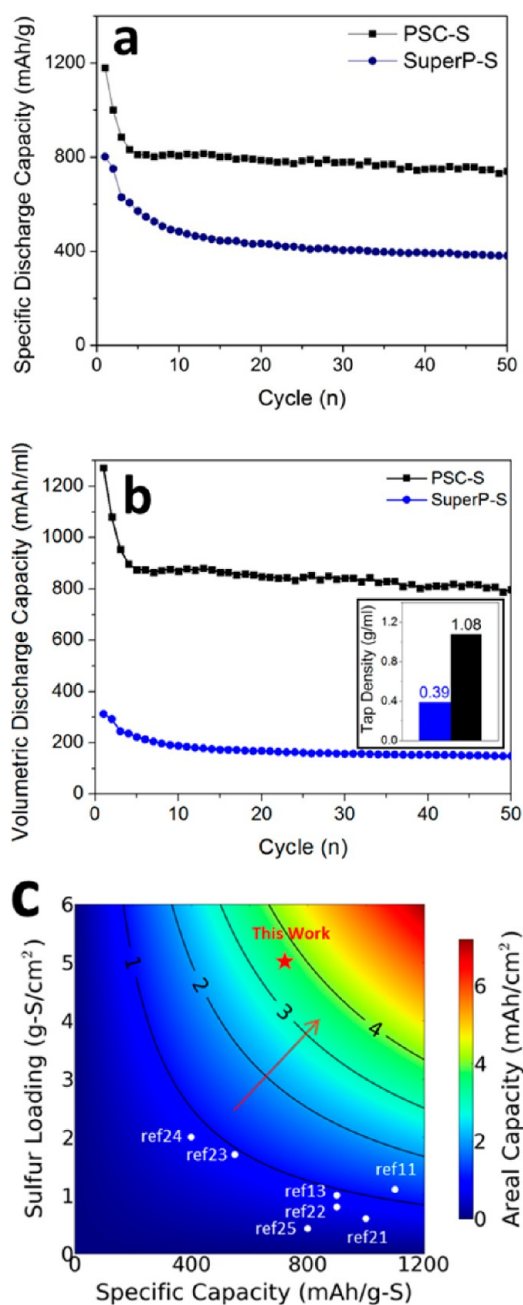 a
PSC-S
SuperP-S
Specific Discharge Capacity (mAh/g)
1200
800
400
0
0 10 20 30 40 50
Cycle (n)
b
PSC-S
SuperP-S
Volumetric Discharge Capacity (mAh/ml)
1200
1000
800
600
400
200
0
Tap Density (g/ml)
1.2
0.8
0.4
0.0
1.08
0.39
0 10 20 30 40 50
Cycle (n)
c
Sulfur Loading (g-S/cm²)
6
5
4
3
2
1
0
This Work
1
2
3
4
ref24
ref23
ref11
ref13
ref22
ref25
ref21
0 400 800 1200
Specific Capacity (mAh/g-S)
6
4
2
0
Areal Capacity (mAh/cm²)